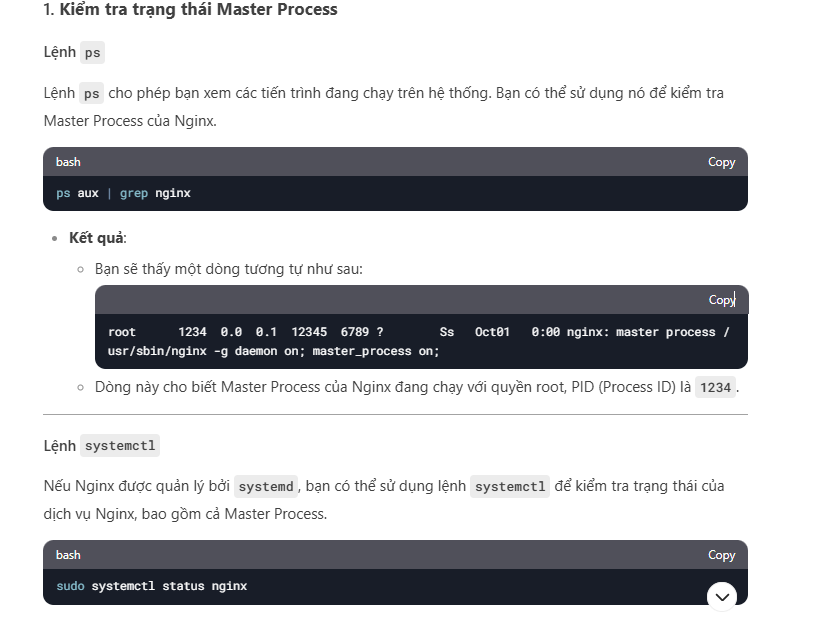 1. Kiểm tra trạng thái Master Process
Lệnh ps
Lệnh ps cho phép bạn xem các tiến trình đang chạy trên hệ thống. Bạn có thể sử dụng nó để kiểm tra
Master Process của Nginx.
bash Copy
ps aux | grep nginx
• Kết quả:
○ Bạn sẽ thấy một dòng tương tự như sau:
Copy
root      1234  0.0  0.1  12345  6789 ?        Ss   Oct01   0:00 nginx: master process /
usr/sbin/nginx -g daemon on; master_process on;
○ Dòng này cho biết Master Process của Nginx đang chạy với quyền root, PID (Process ID) là 1234.
Lệnh systemctl
Nếu Nginx được quản lý bởi systemd, bạn có thể sử dụng lệnh systemctl để kiểm tra trạng thái của
dịch vụ Nginx, bao gồm cả Master Process.
bash Copy
sudo systemctl status nginx